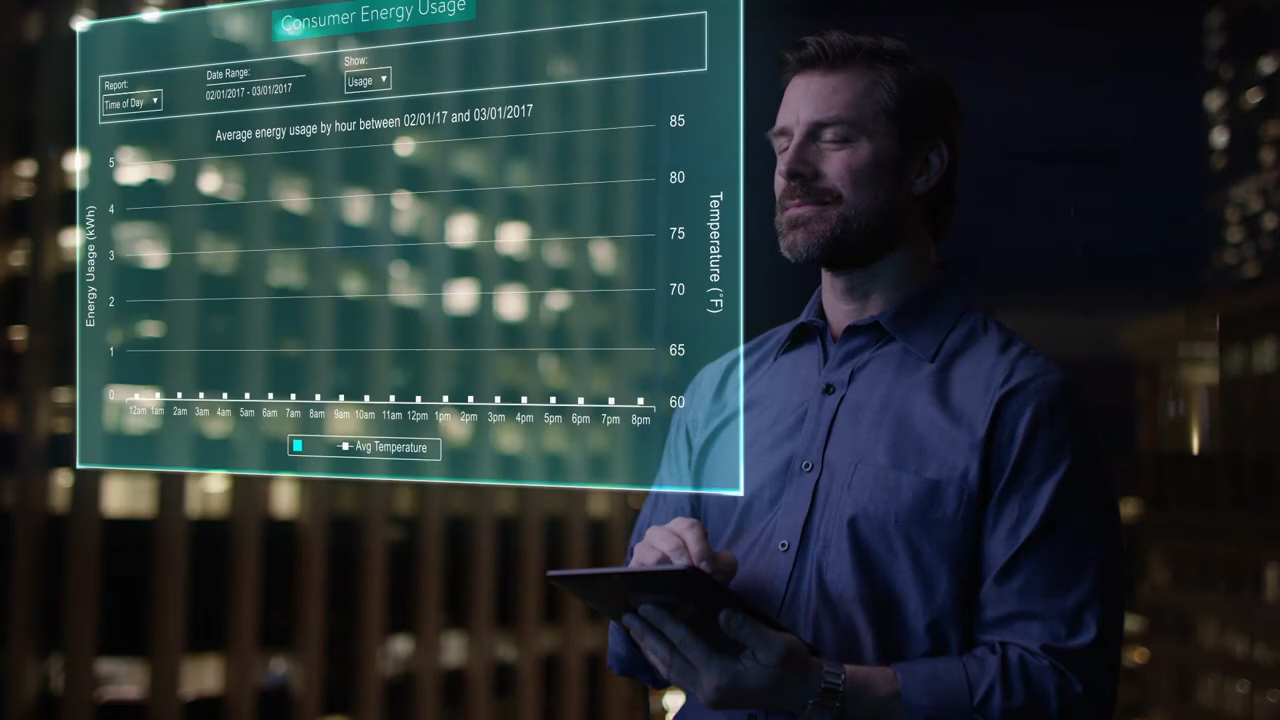 Consumer Energy Usage
Report:
Time of Day
Date Range:
02/01/2017 - 03/01/2017
Show:
Usage
Average energy usage by hour between 02/01/17 and 03/01/2017
Energy Usage (kWh)
5
4
3
2
1
0
85
80
75
70
65
60
Temperature (°F)
12am 1am 2am 3am 4am 5am 6am 7am 8am 9am 10am 11am 12pm 1pm 2pm 3pm 4pm 5pm 6pm 7pm 8pm
Avg Temperature